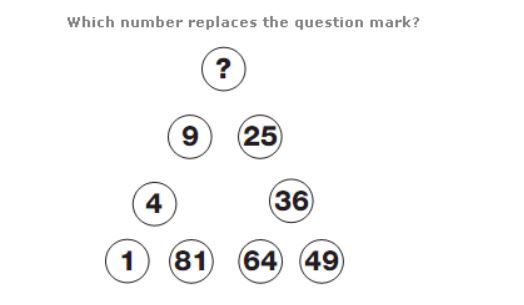 Which number replaces the question mark?
?
9 25
4 36
1 81 64 49